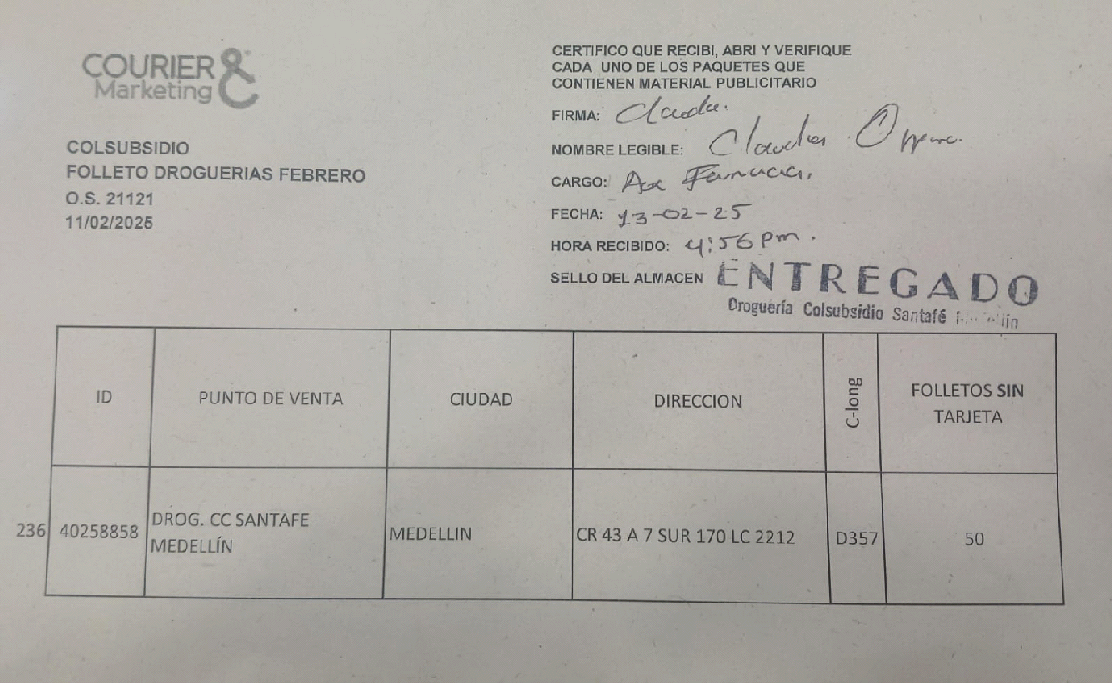 COURIER &
Marketing
COLSUBSIDIO
FOLLETO DROGUERIAS FEBRERO
O.S. 21121
11/02/2025
CERTIFICO QUE RECIBI, ABRI Y VERIFIQUE
CADA UNO DE LOS PAQUETES QUE
CONTIENEN MATERIAL PUBLICITARIO
FIRMA:
NOMBRE LEGIBLE: Claudia
CARGO: Aux Farmacia.
FECHA: 13-02-25
HORA RECIBIDO: 4:56 pm.
SELLO DEL ALMACEN ENTREGADO
Droguería Colsubsidio Santafé
ID PUNTO DE VENTA CIUDAD DIRECCION C-long FOLLETOS SIN
TARJETA
236 40258858 DROG. CC SANTAFE
MEDELLÍN MEDELLIN CR 43 A 7 SUR 170 LC 2212 D357 50